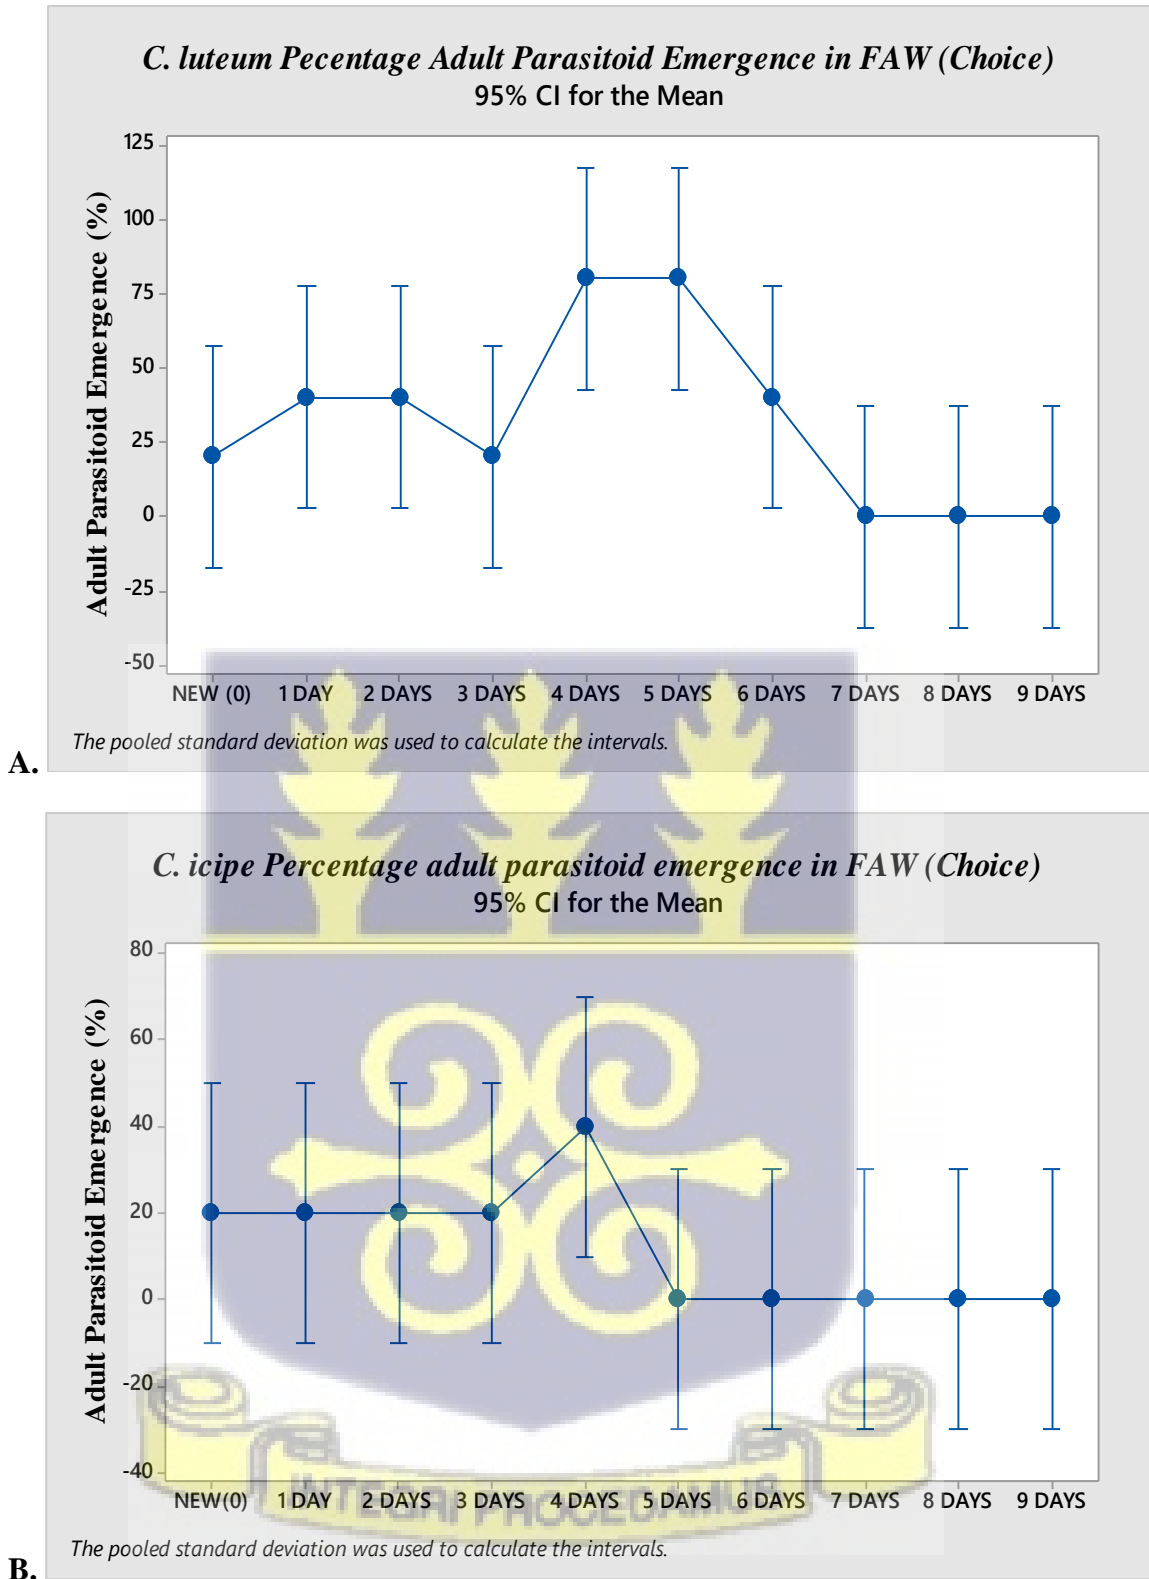 C. luteum Pecentage Adult Parasitoid Emergence in FAW (Choice)
95% CI for the Mean
Adult Parasitoid Emergence (%)
125
100
75
50
25
0
-25
-50
NEW (0) 1 DAY 2 DAYS 3 DAYS 4 DAYS 5 DAYS 6 DAYS 7 DAYS 8 DAYS 9 DAYS
The pooled standard deviation was used to calculate the intervals.
A.
C. icipe Percentage adult parasitoid emergence in FAW (Choice)
95% CI for the Mean
Adult Parasitoid Emergence (%)
80
60
40
20
0
-20
-40
NEW(0) 1 DAY 2 DAYS 3 DAYS 4 DAYS 5 DAYS 6 DAYS 7 DAYS 8 DAYS 9 DAYS
INTEGRI PROCEDAMUS
The pooled standard deviation was used to calculate the intervals.
B.